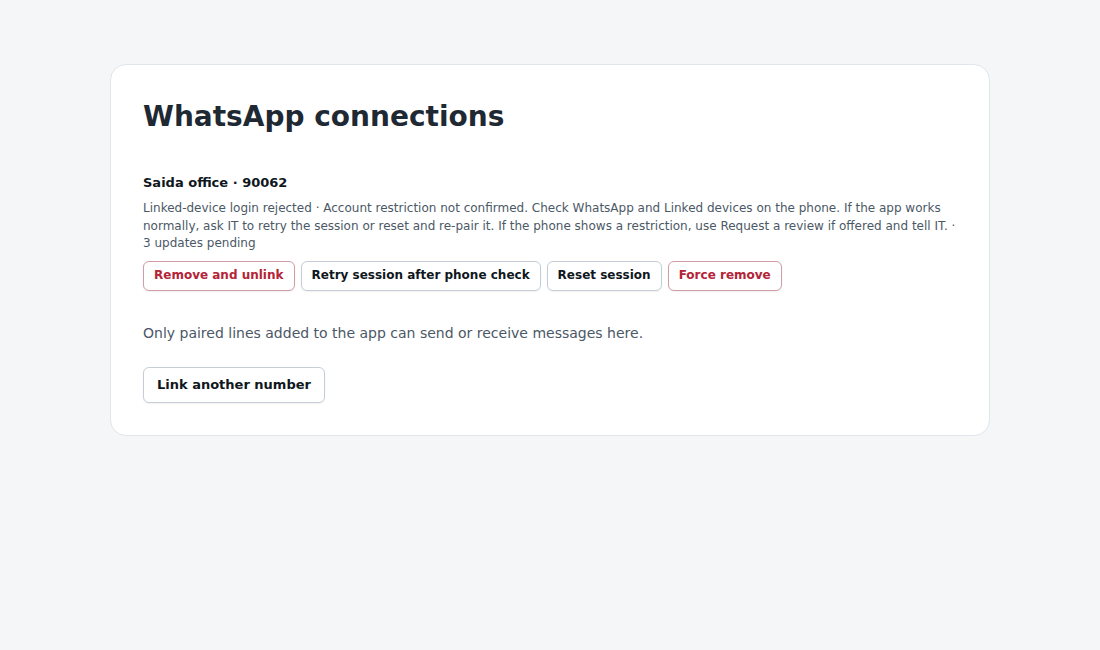 WhatsApp connections
Saida office · 90062
Linked-device login rejected · Account restriction not confirmed. Check WhatsApp and Linked devices on the phone. If the app works
normally, ask IT to retry the session or reset and re-pair it. If the phone shows a restriction, use Request a review if offered and tell IT. ·
3 updates pending
Remove and unlink
Retry session after phone check
Reset session
Force remove
Only paired lines added to the app can send or receive messages here.
Link another number